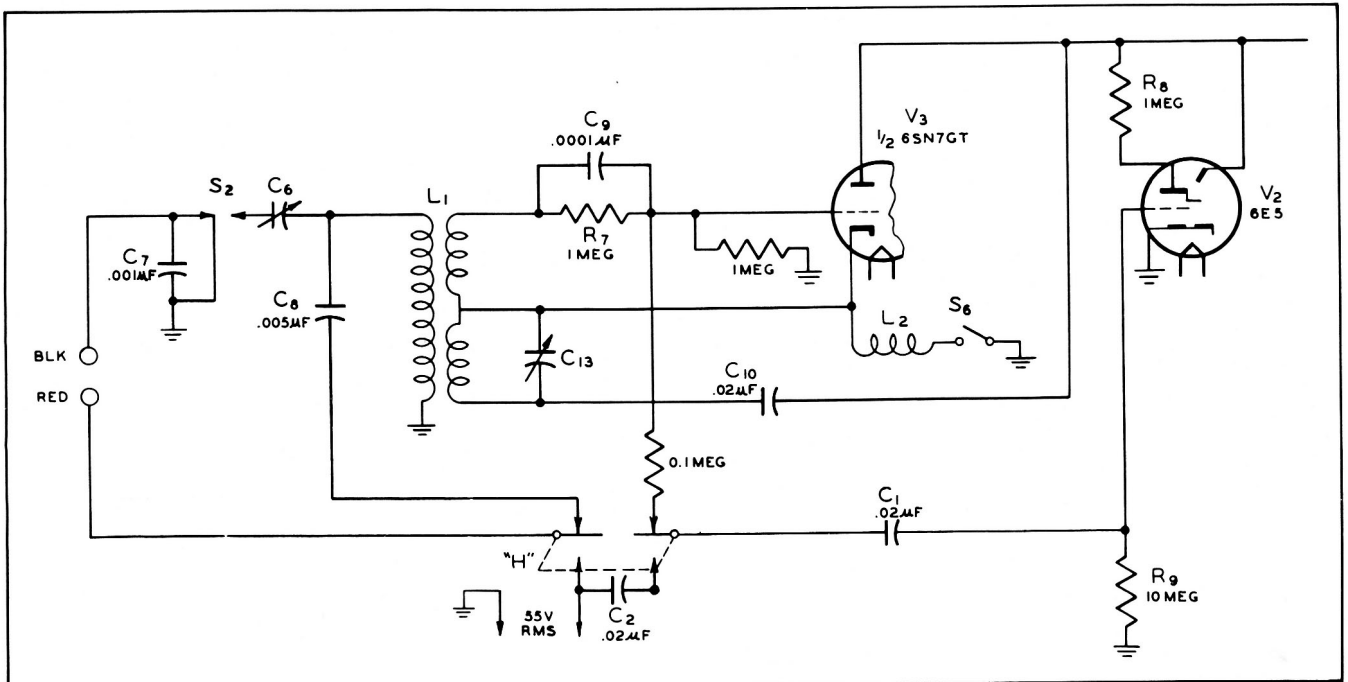 R8
1MEG
C9
.0001µF
V3
1/2 6SN7GT
S2
C6
L1
V2
6E5
R7
1MEG
1MEG
C7
.001µF
C8
.005µF
L2
S6
BLK
C13
RED
C10
.02µF
0.1MEG
C1
.02µF
"H"
R9
10MEG
55V
RMS
C2
.02µF